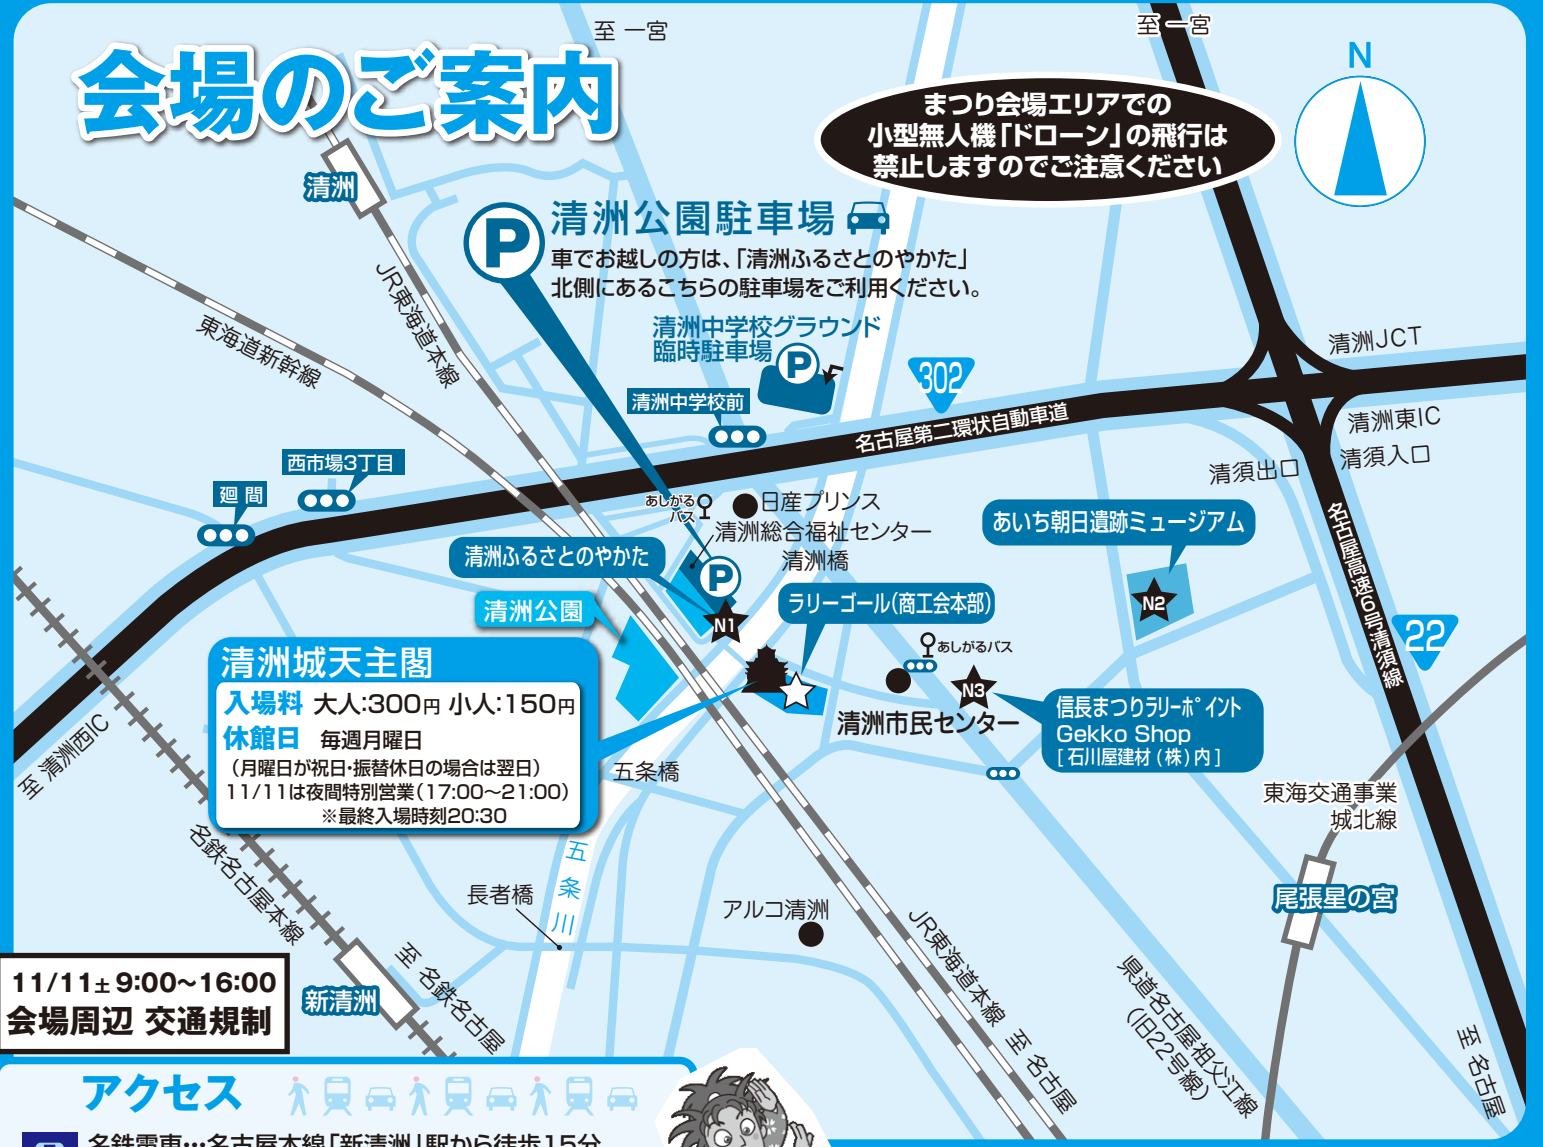 会場のご案内
至 一宮
至 一宮
N
まつり会場エリアでの
小型無人機「ドローン」の飛行は
禁止しますのでご注意ください
清洲
P
清洲公園駐車場
車でお越しの方は、「清洲ふるさとのやかた」
北側にあるこちらの駐車場をご利用ください。
JR東海道本線
東海道新幹線
清洲中学校グラウンド
臨時駐車場
P
302
清洲JCT
清洲中学校前
名古屋第二環状自動車道
清洲東IC
清須出口
清須入口
西市場3丁目
廻間
あしがる
バス
日産プリンス
清洲総合福祉センター
清洲橋
あいち朝日遺跡ミュージアム
名古屋高速6号清須線
清洲ふるさとのやかた
P
清洲公園
N1
ラリーゴール(商工会本部)
N2
22
あしがるバス
清洲城天主閣
入場料 大人:300円 小人:150円
休館日 毎週月曜日
(月曜日が祝日・振替休日の場合は翌日)
11/11は夜間特別営業(17:00〜21:00)
※最終入場時刻20:30
N3
清洲市民センター
信長まつりラリーポイント
Gekko Shop
[石川屋建材(株)内]
至 清洲西IC
五条橋
東海交通事業
城北線
名鉄名古屋本線
五条川
長者橋
アルコ清洲
尾張星の宮
JR東海道本線 至 名古屋
至 名鉄名古屋
県道名古屋祖父江線
(旧22号線)
至 名古屋
11/11土 9:00〜16:00
会場周辺 交通規制
新清洲
アクセス
名鉄電車…名古屋本線「新清洲」駅から徒歩15分